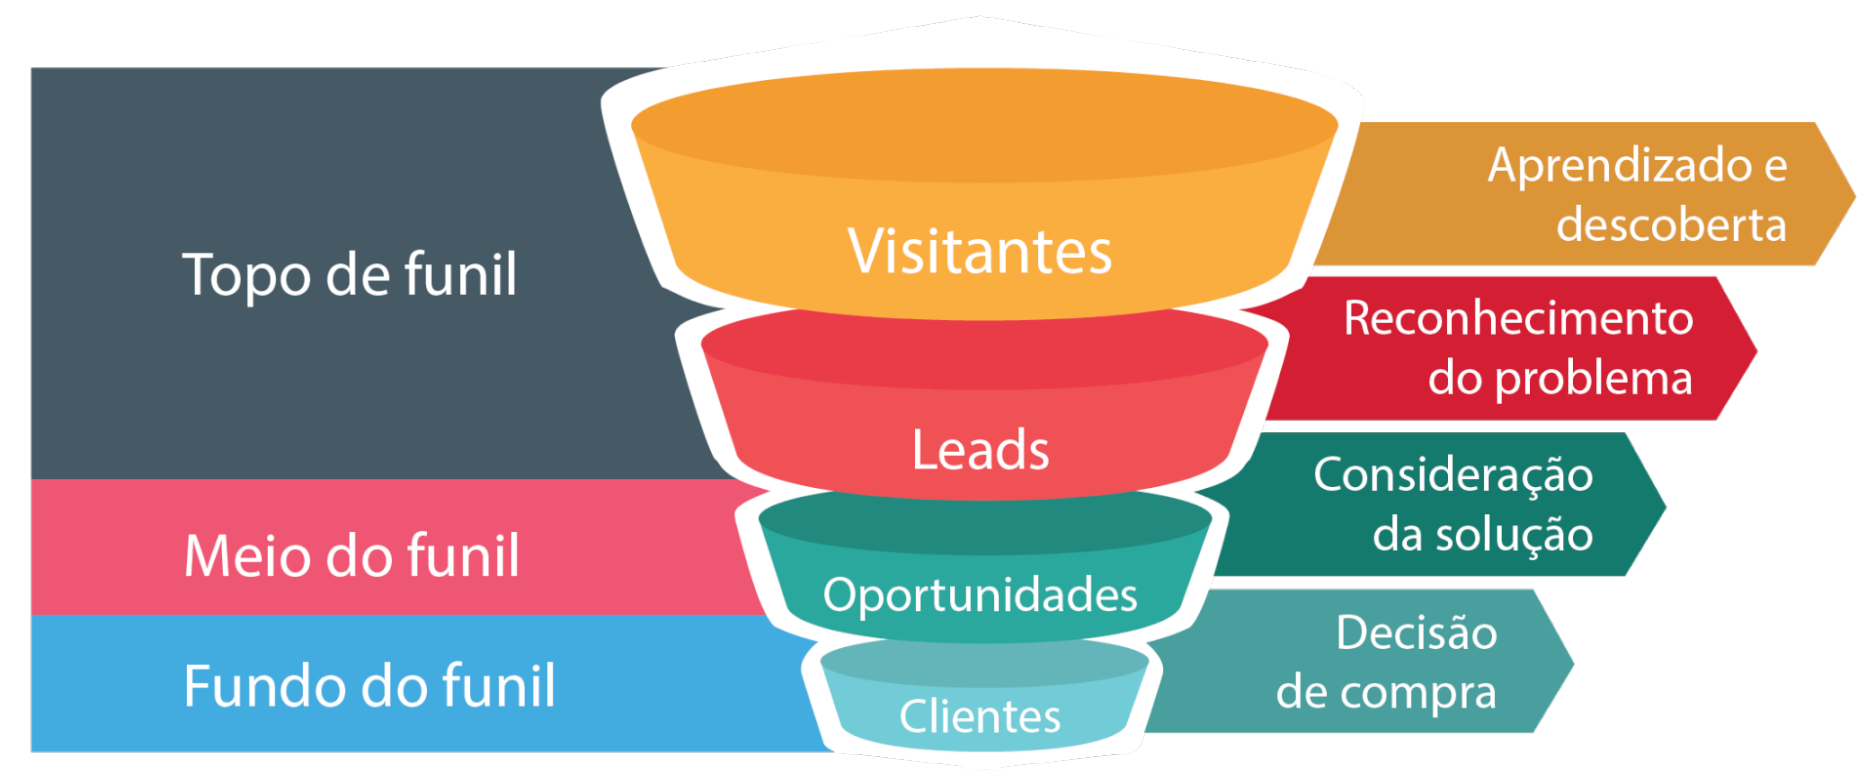 Topo de funil
Meio do funil
Fundo do funil
Visitantes
Leads
Oportunidades
Clientes
Aprendizado e
descoberta
Reconhecimento
do problema
Consideração
da solução
Decisão
de compra